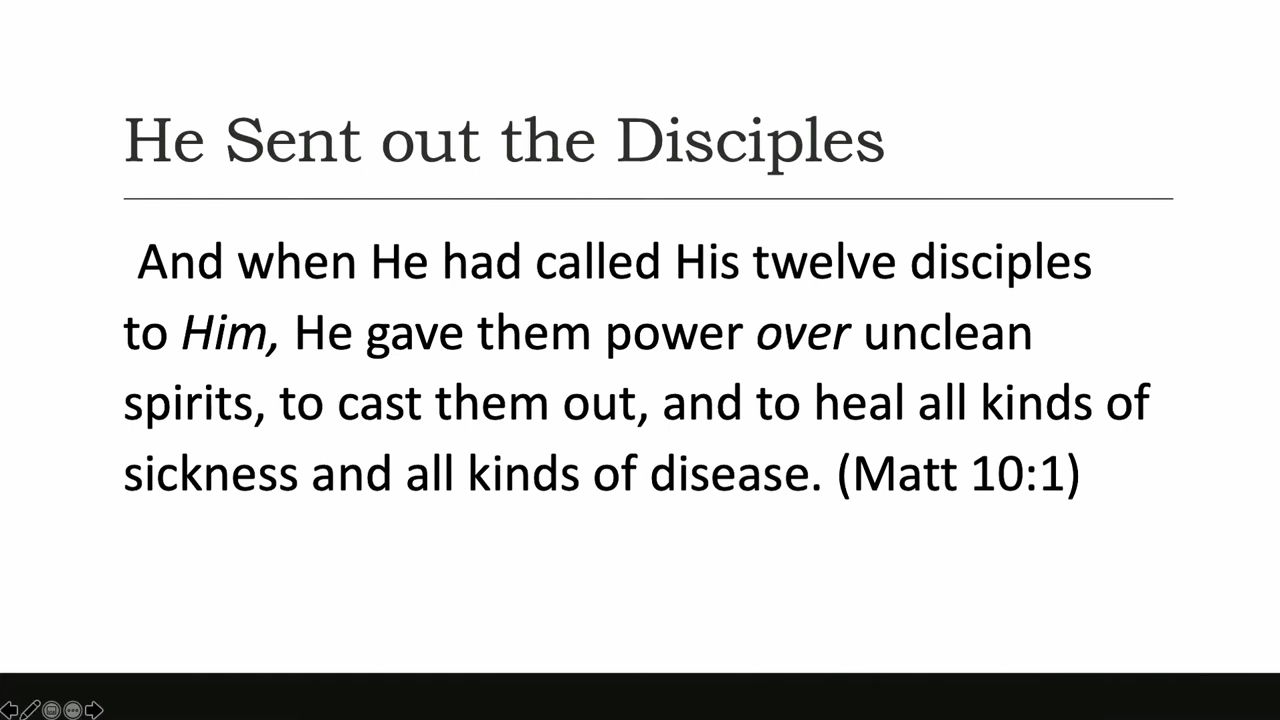 He Sent out the Disciples
And when He had called His twelve disciples
to Him, He gave them power over unclean
spirits, to cast them out, and to heal all kinds of
sickness and all kinds of disease. (Matt 10:1)